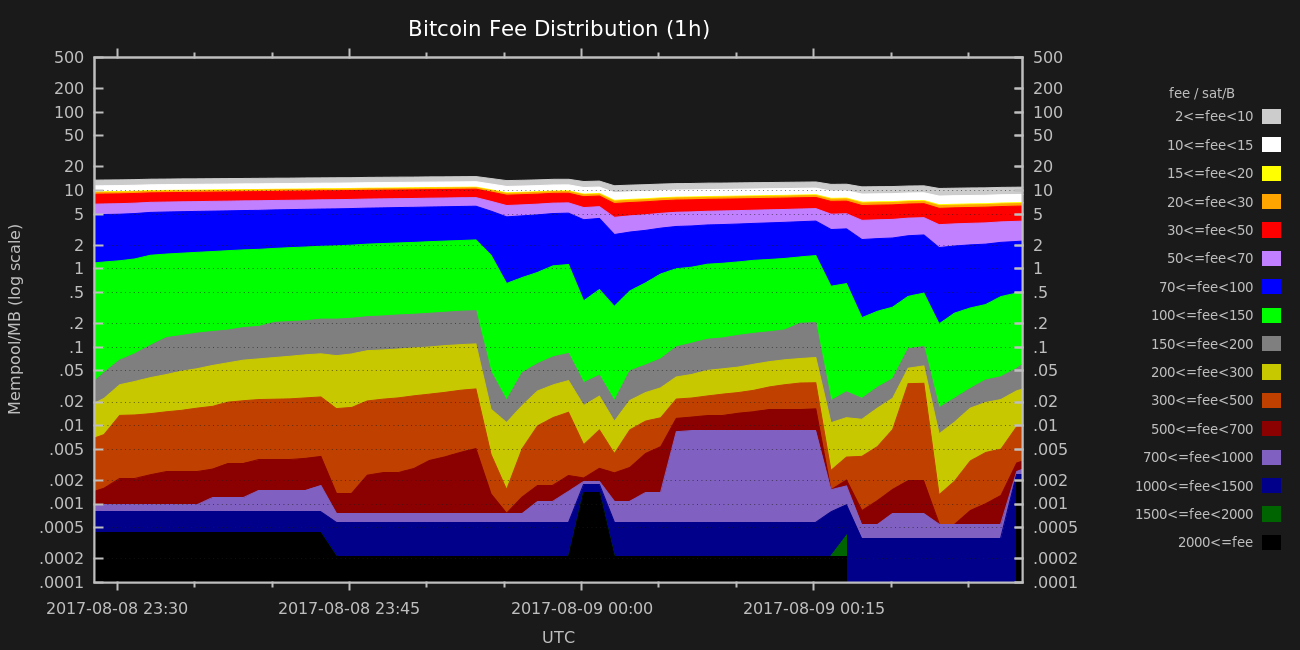 Bitcoin Fee Distribution (1h)
500 500
200 200
100 100
50 50
20 20
10 10
5 5
2 2
1 1
.5 .5
.2 .2
.1 .1
.05 .05
.02 .02
.01 .01
.005 .005
.002 .002
.001 .001
.0005 .0005
.0002 .0002
.0001 .0001
Mempool/MB (log scale)
2017-08-08 23:30 2017-08-08 23:45 2017-08-09 00:00 2017-08-09 00:15
UTC
fee / sat/B
2<=fee<10
10<=fee<15
15<=fee<20
20<=fee<30
30<=fee<50
50<=fee<70
70<=fee<100
100<=fee<150
150<=fee<200
200<=fee<300
300<=fee<500
500<=fee<700
700<=fee<1000
1000<=fee<1500
1500<=fee<2000
2000<=fee